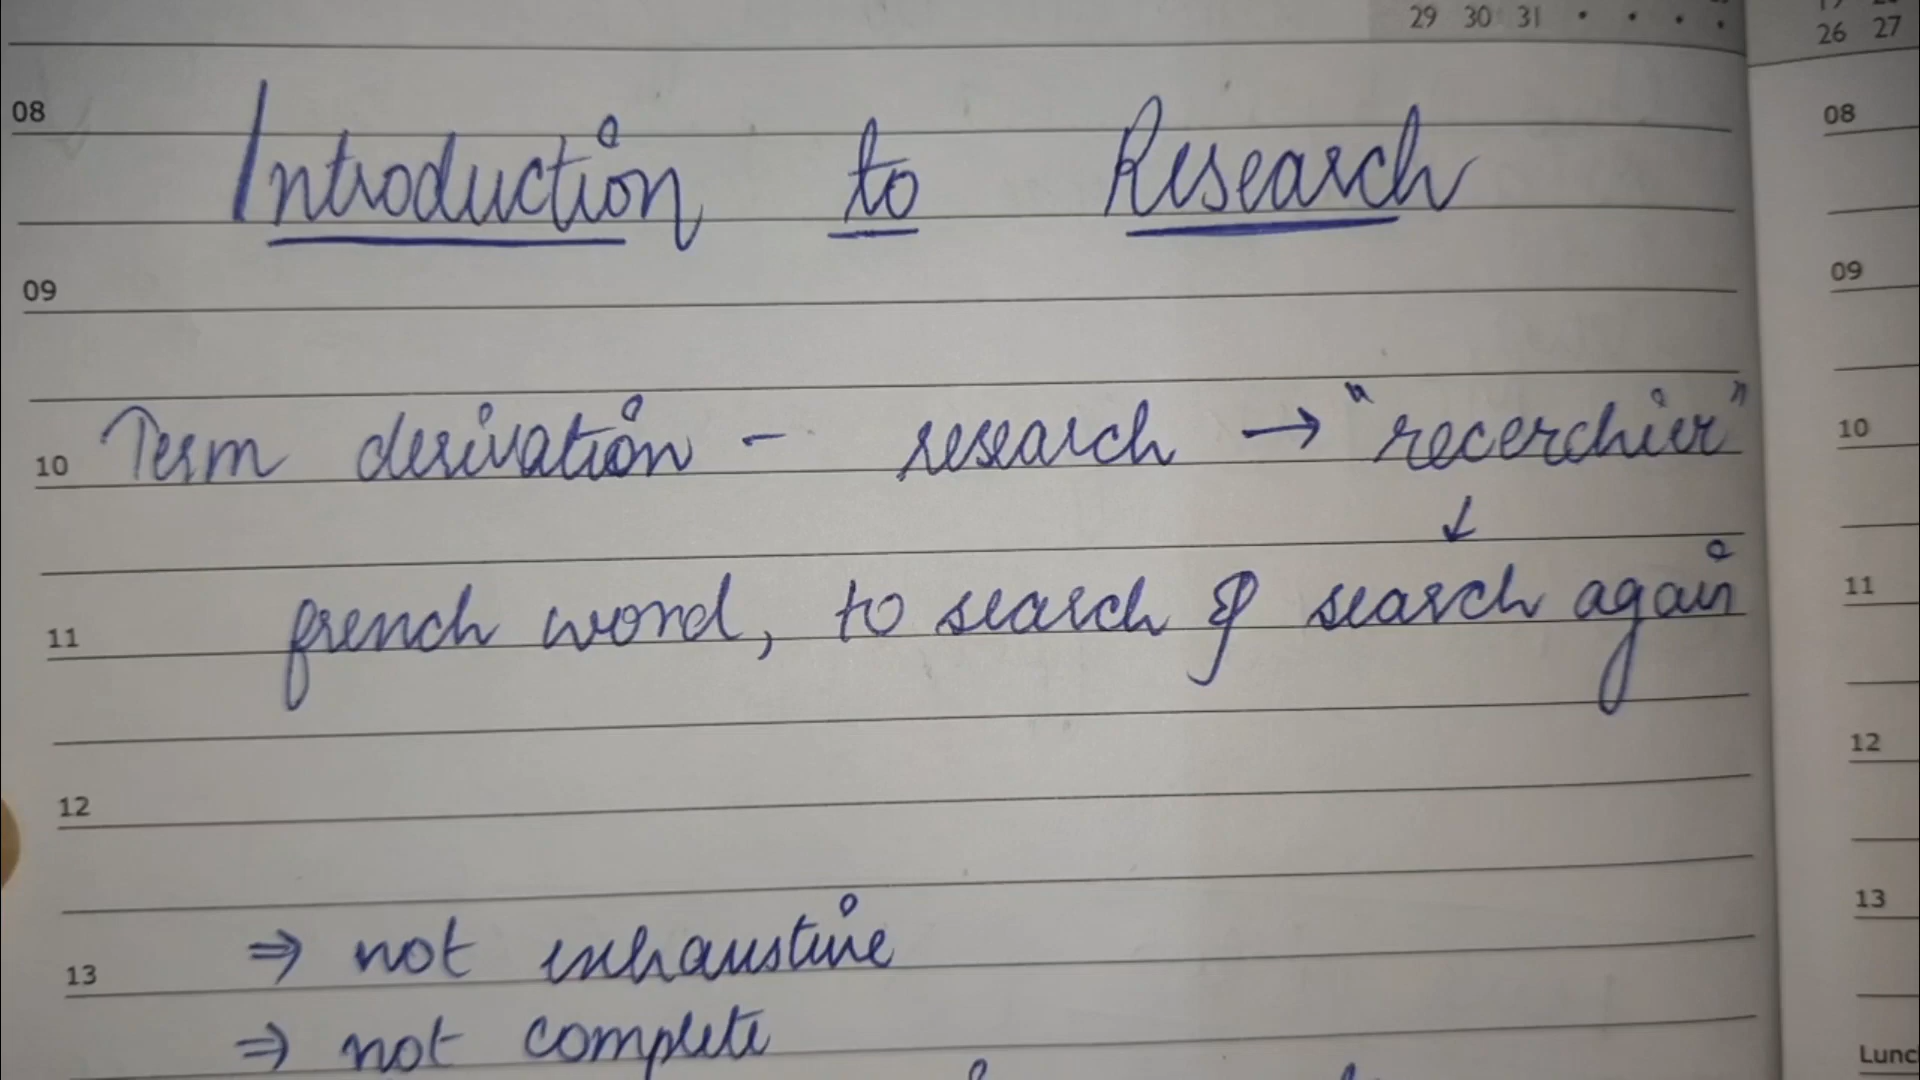 29 30 31 • • • •
26 27
08
Introduction to Research
09
10 Term derivation - research → "recerchier"
↓
11 french word, to search & search again
12
13 ⇒ not exhaustive
⇒ not complete
08
09
10
11
12
13
Lunc